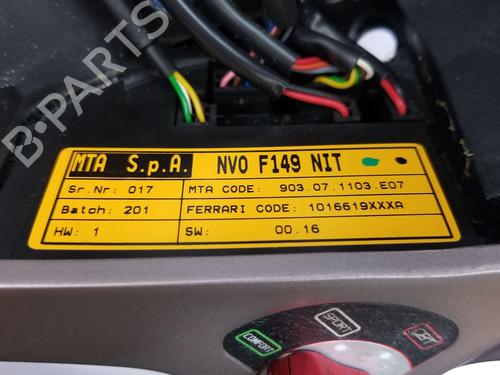 B-PARTS
MTA S.p.A. NVO F149 NIT
Sr.Nr: 017 MTA CODE: 903.07.1103.E07
Batch: 201 FERRARI CODE: 1016619XXXA
HW: 1 SW: 00.16
COMFORT SPORT